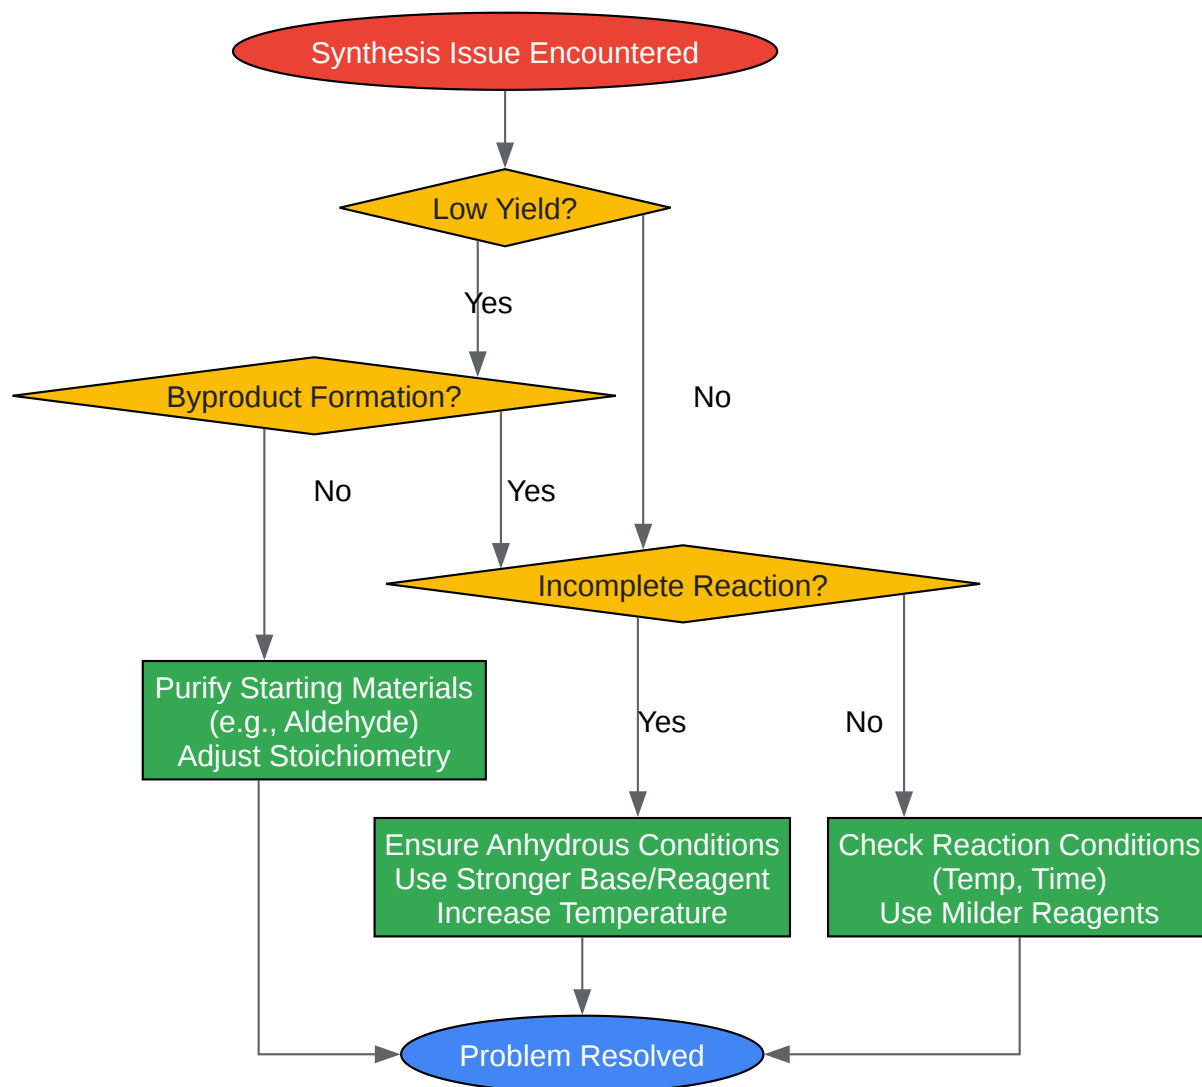 Synthesis Issue Encountered
Low Yield?
Yes
Byproduct Formation?
No
No
Yes
Incomplete Reaction?
Purify Starting Materials
(e.g., Aldehyde)
Adjust Stoichiometry
Yes
No
Ensure Anhydrous Conditions
Use Stronger Base/Reagent
Increase Temperature
Check Reaction Conditions
(Temp, Time)
Use Milder Reagents
Problem Resolved